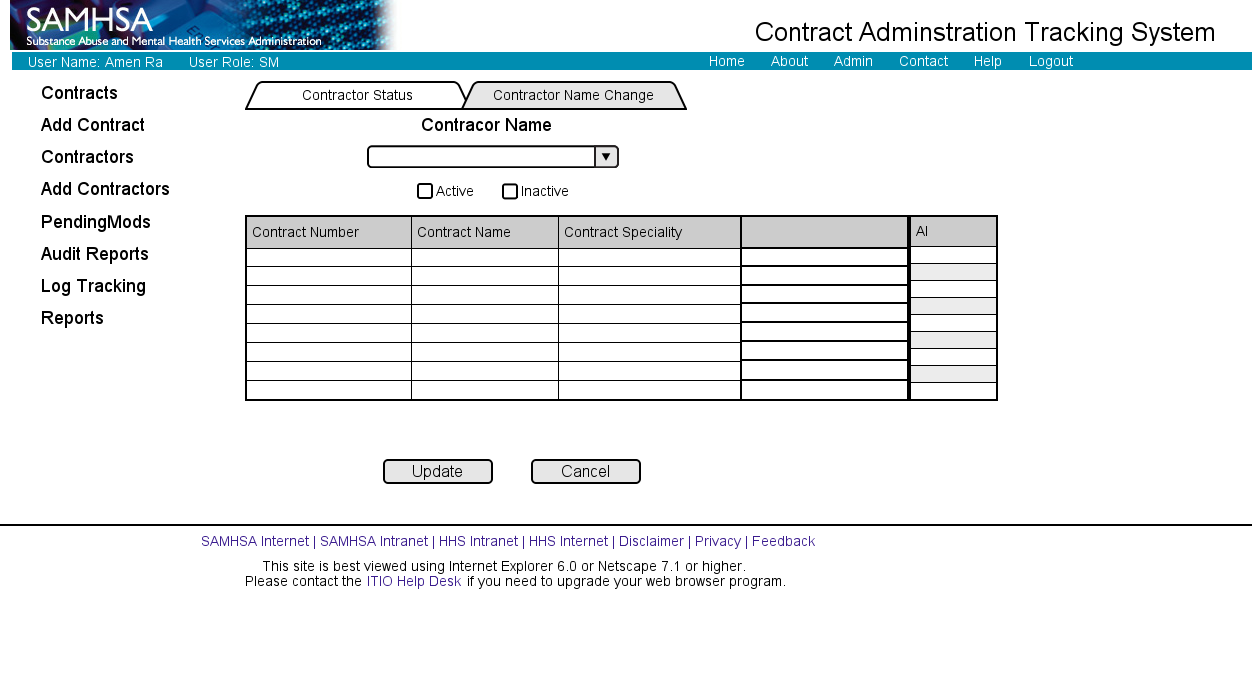 SAMHSA
Substance Abuse and Mental Health Services Administration
Contract Adminstration Tracking System
User Name: Amen Ra User Role: SM Home About Admin Contact Help Logout
Contracts
Add Contract
Contractors
Add Contractors
PendingMods
Audit Reports
Log Tracking
Reports
Contractor Status Contractor Name Change
Contracor Name
▼
Active Inactive
Contract Number Contract Name Contract Speciality AI
Update Cancel
SAMHSA Internet | SAMHSA Intranet | HHS Intranet | HHS Internet | Disclaimer | Privacy | Feedback
This site is best viewed using Internet Explorer 6.0 or Netscape 7.1 or higher.
Please contact the ITIO Help Desk if you need to upgrade your web browser program.